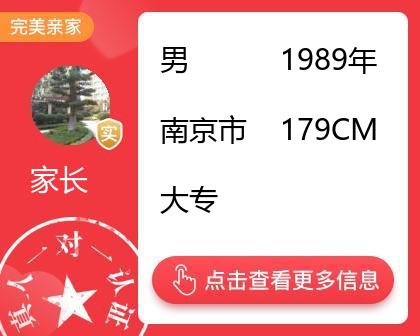 完美亲家
男 1989年
南京市 179CM
大专
实
家长
一对一认证
真人
点击查看更多信息